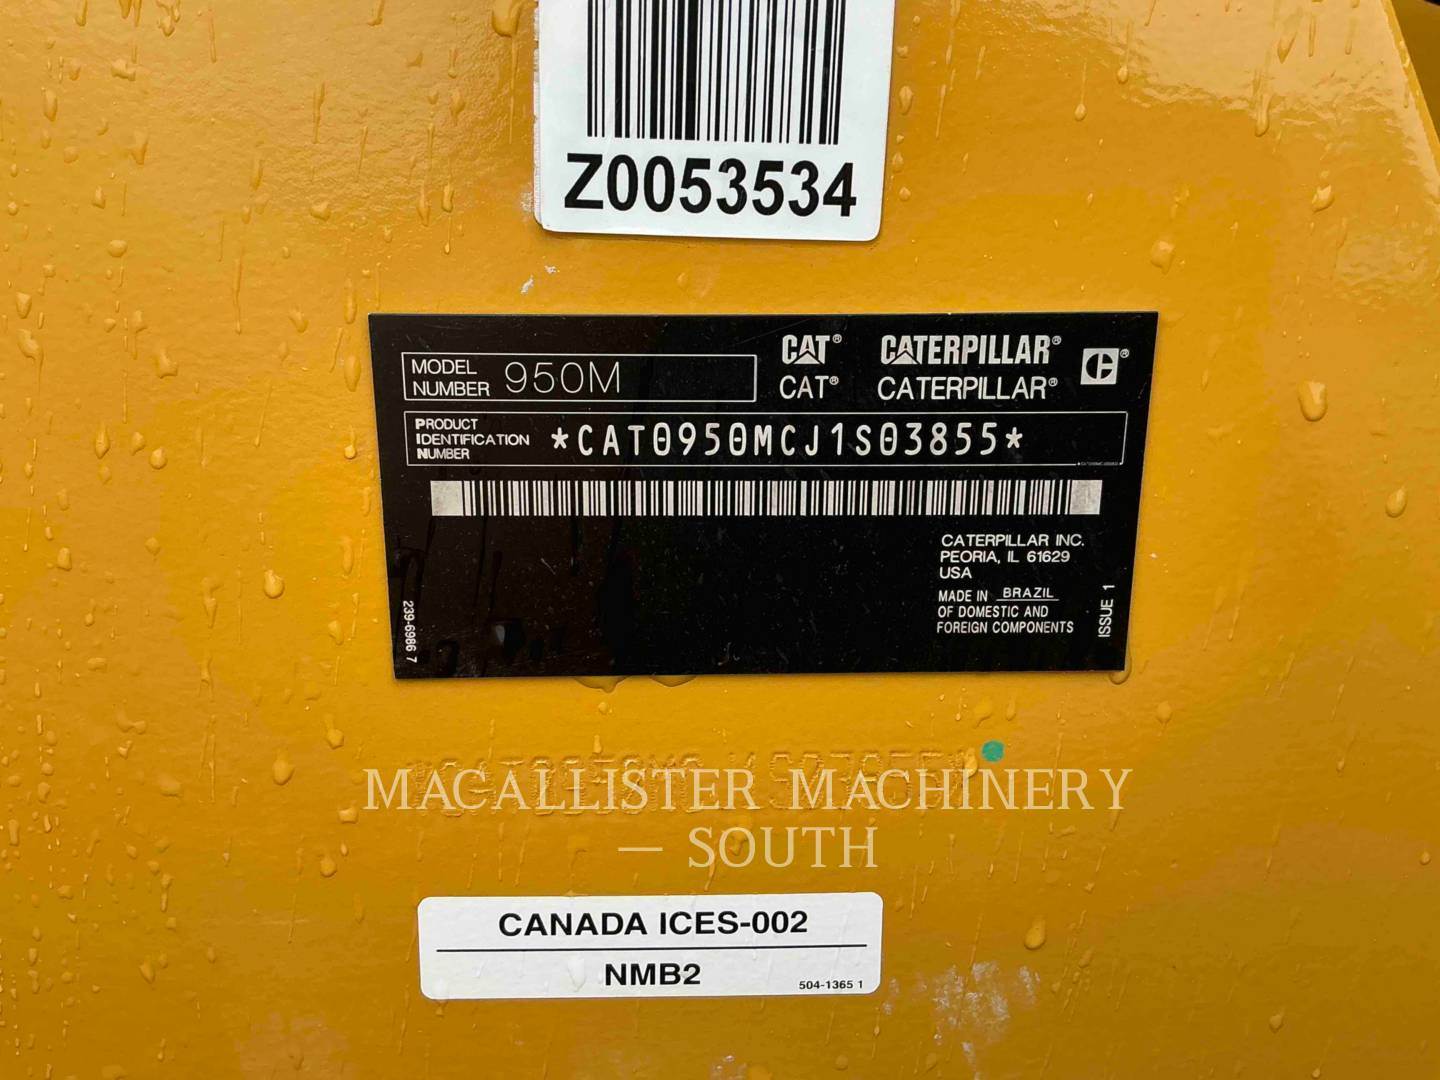 Z0053534
MODEL NUMBER 950M
CAT® CATERPILLAR® ®
CAT® CATERPILLAR®
PRODUCT IDENTIFICATION NUMBER *CAT0950MCJ1S03855*
CATERPILLAR INC.
PEORIA, IL 61629
USA
MADE IN BRAZIL
OF DOMESTIC AND
FOREIGN COMPONENTS
ISSUE 1
239-6986 7
MACALLISTER MACHINERY
— SOUTH
CANADA ICES-002
NMB2
504-1365 1